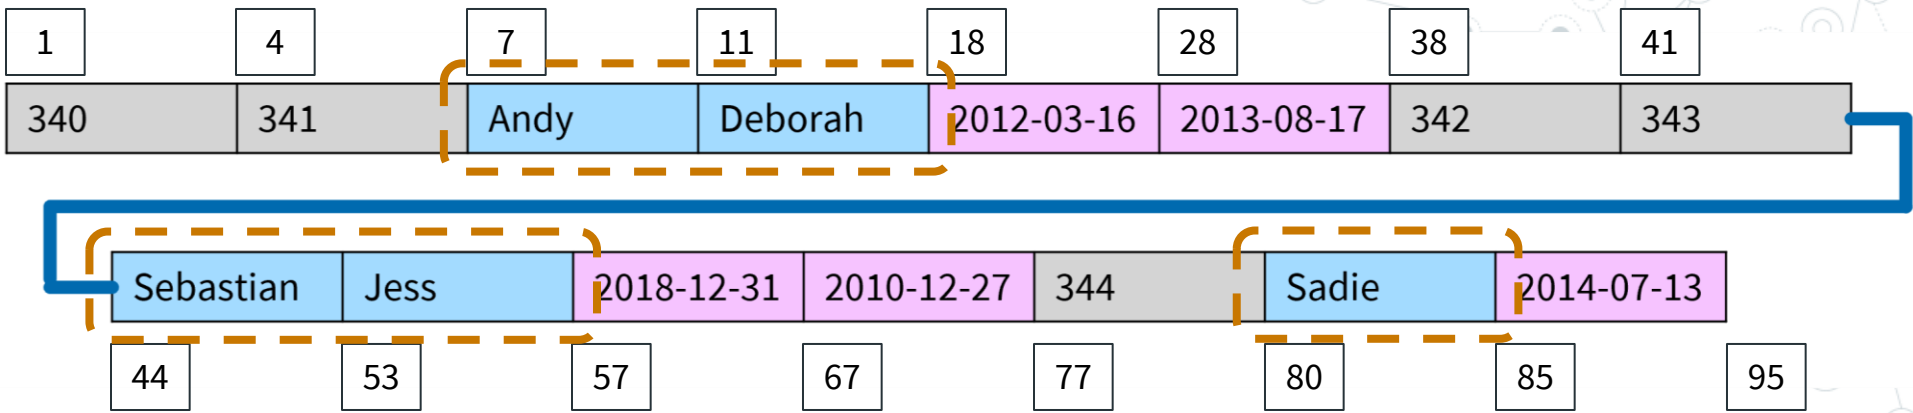 1 4 7 11 18 28 38 41
340 341 Andy Deborah 2012-03-16 2013-08-17 342 343
Sebastian Jess 2018-12-31 2010-12-27 344 Sadie 2014-07-13
44 53 57 67 77 80 85 95